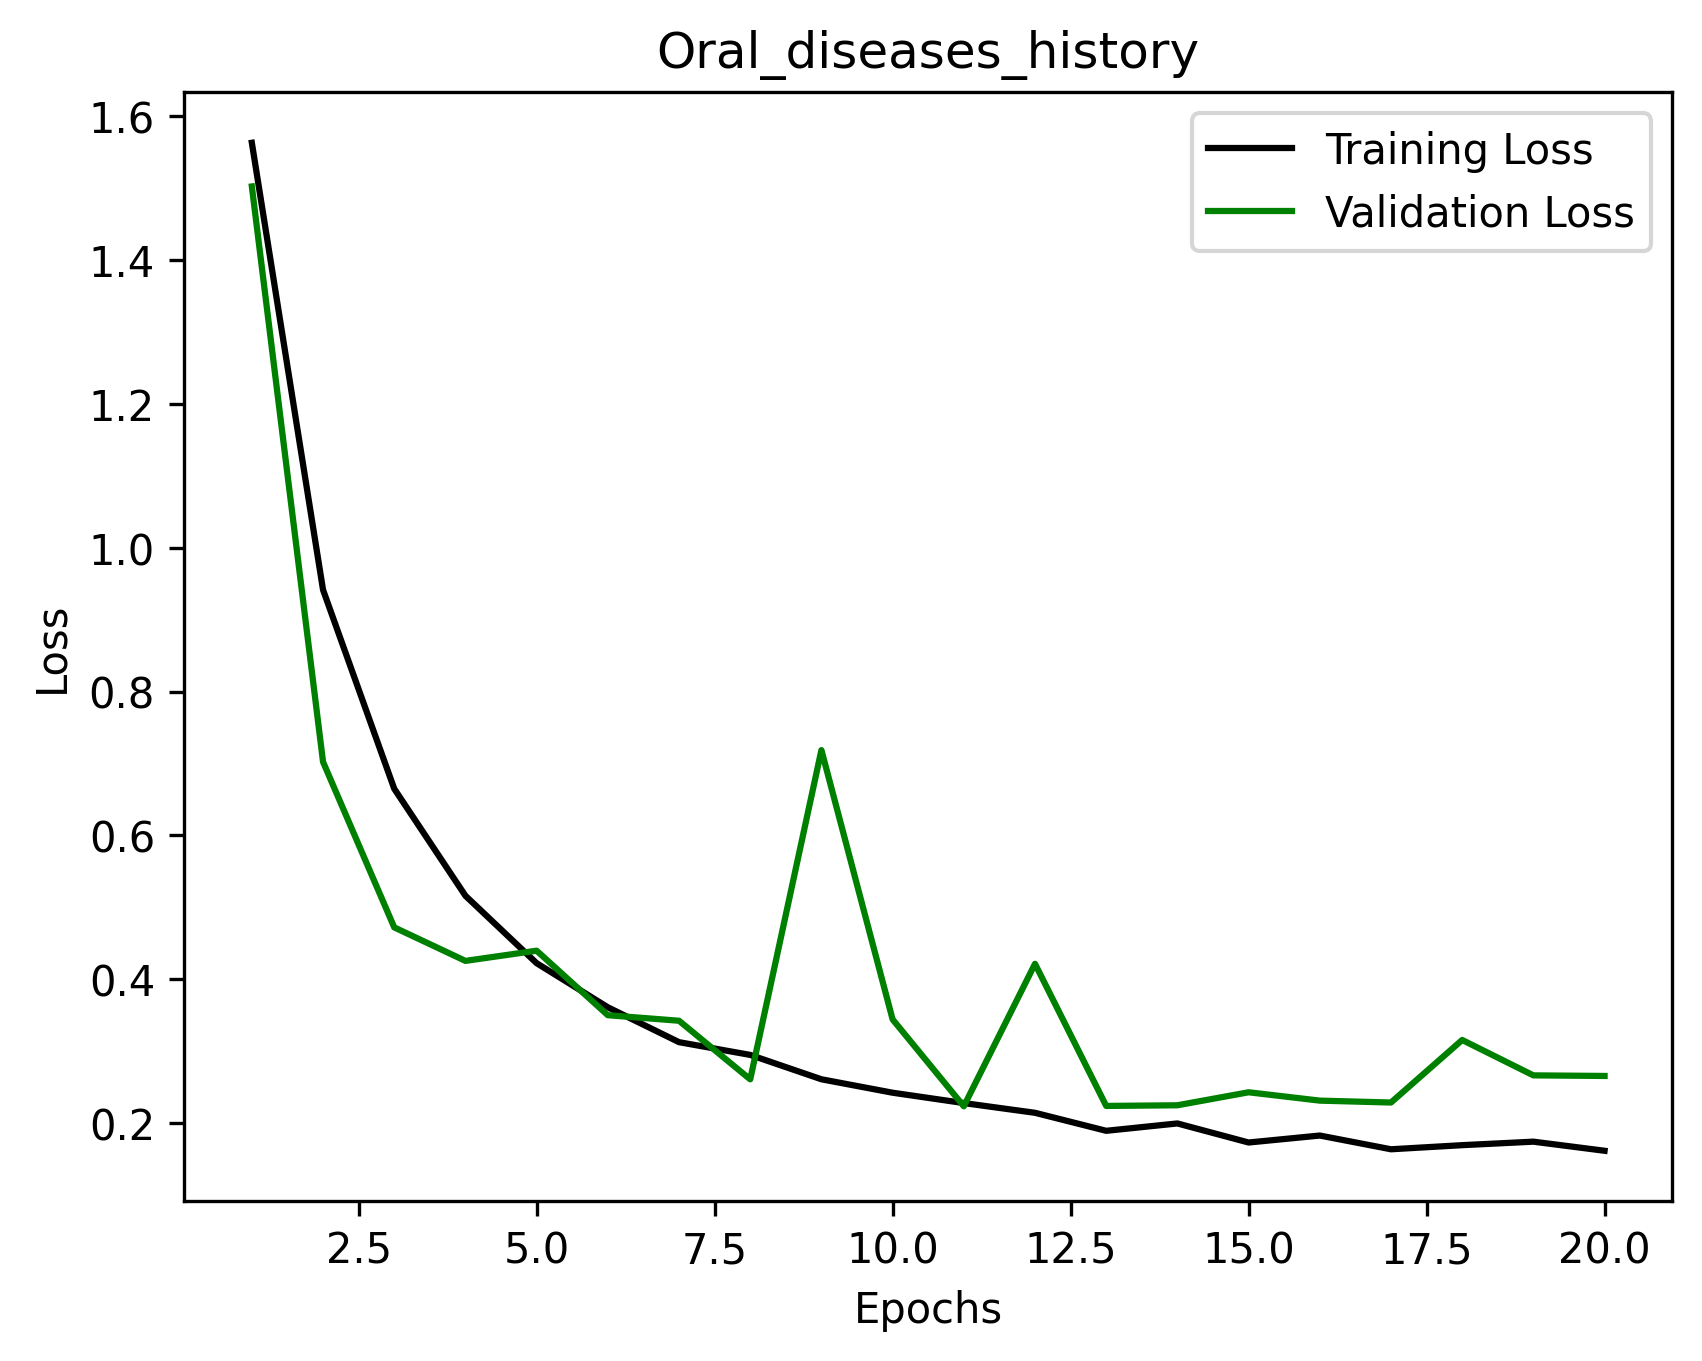 Oral_diseases_history
Training Loss
Validation Loss
1.6
1.4
1.2
1.0
0.8
0.6
0.4
0.2
Loss
2.5 5.0 7.5 10.0 12.5 15.0 17.5 20.0
Epochs